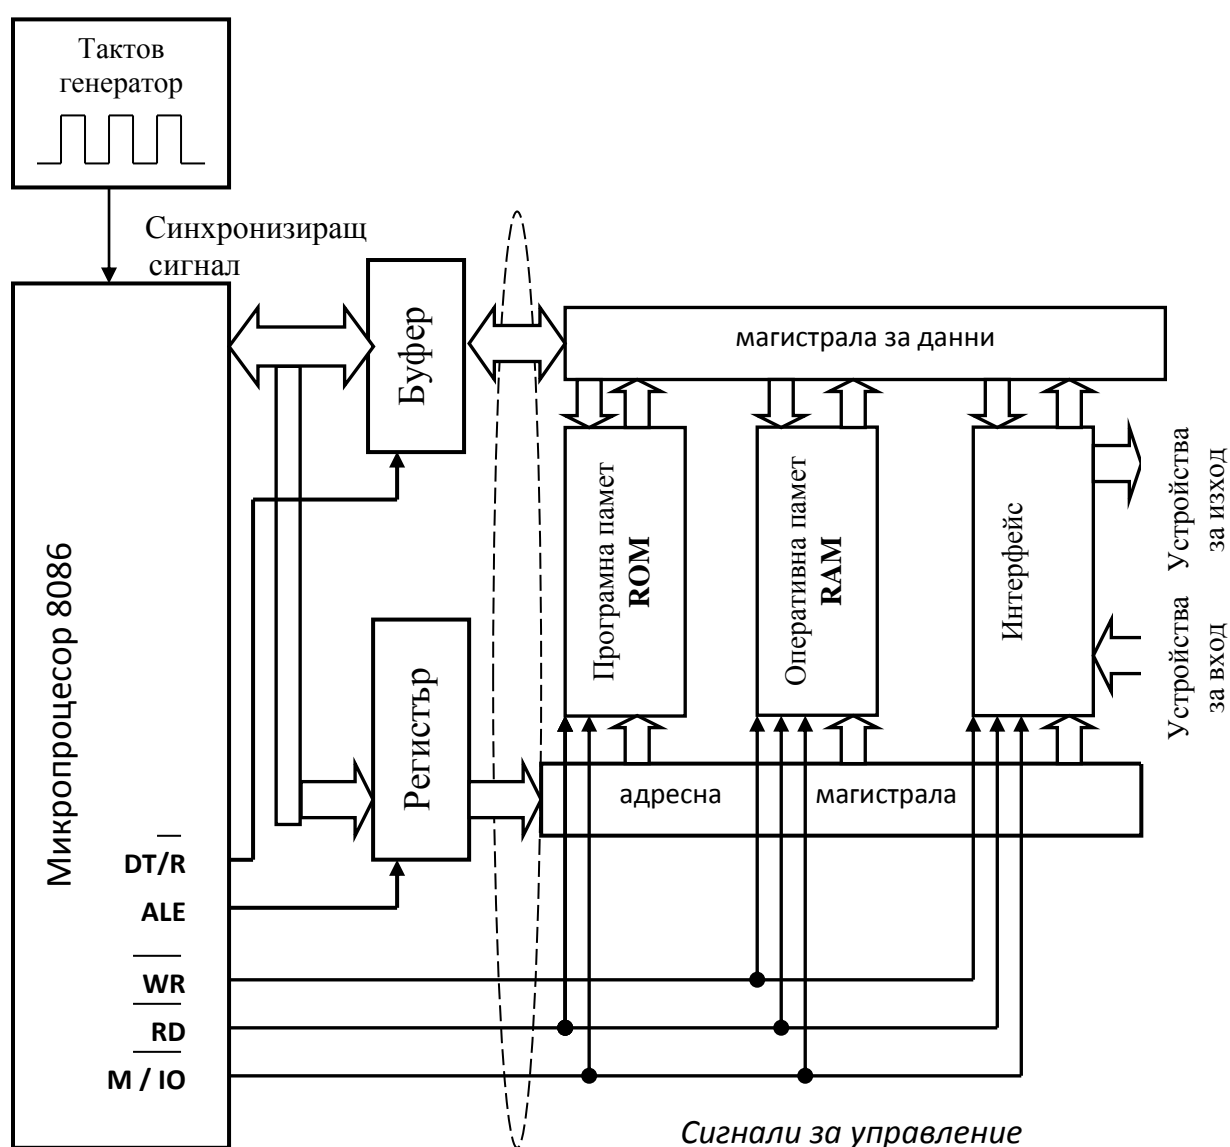 Тактов
генератор
Синхронизиращ
сигнал
Буфер
магистрала за данни
Програмна памет
ROM
Оперативна памет
RAM
Интерфейс
Устройства
за изход
Устройства
за вход
Микропроцесор 8086
Регистър
адресна магистрала
DT/R
ALE
WR
RD
M / IO
Сигнали за управление